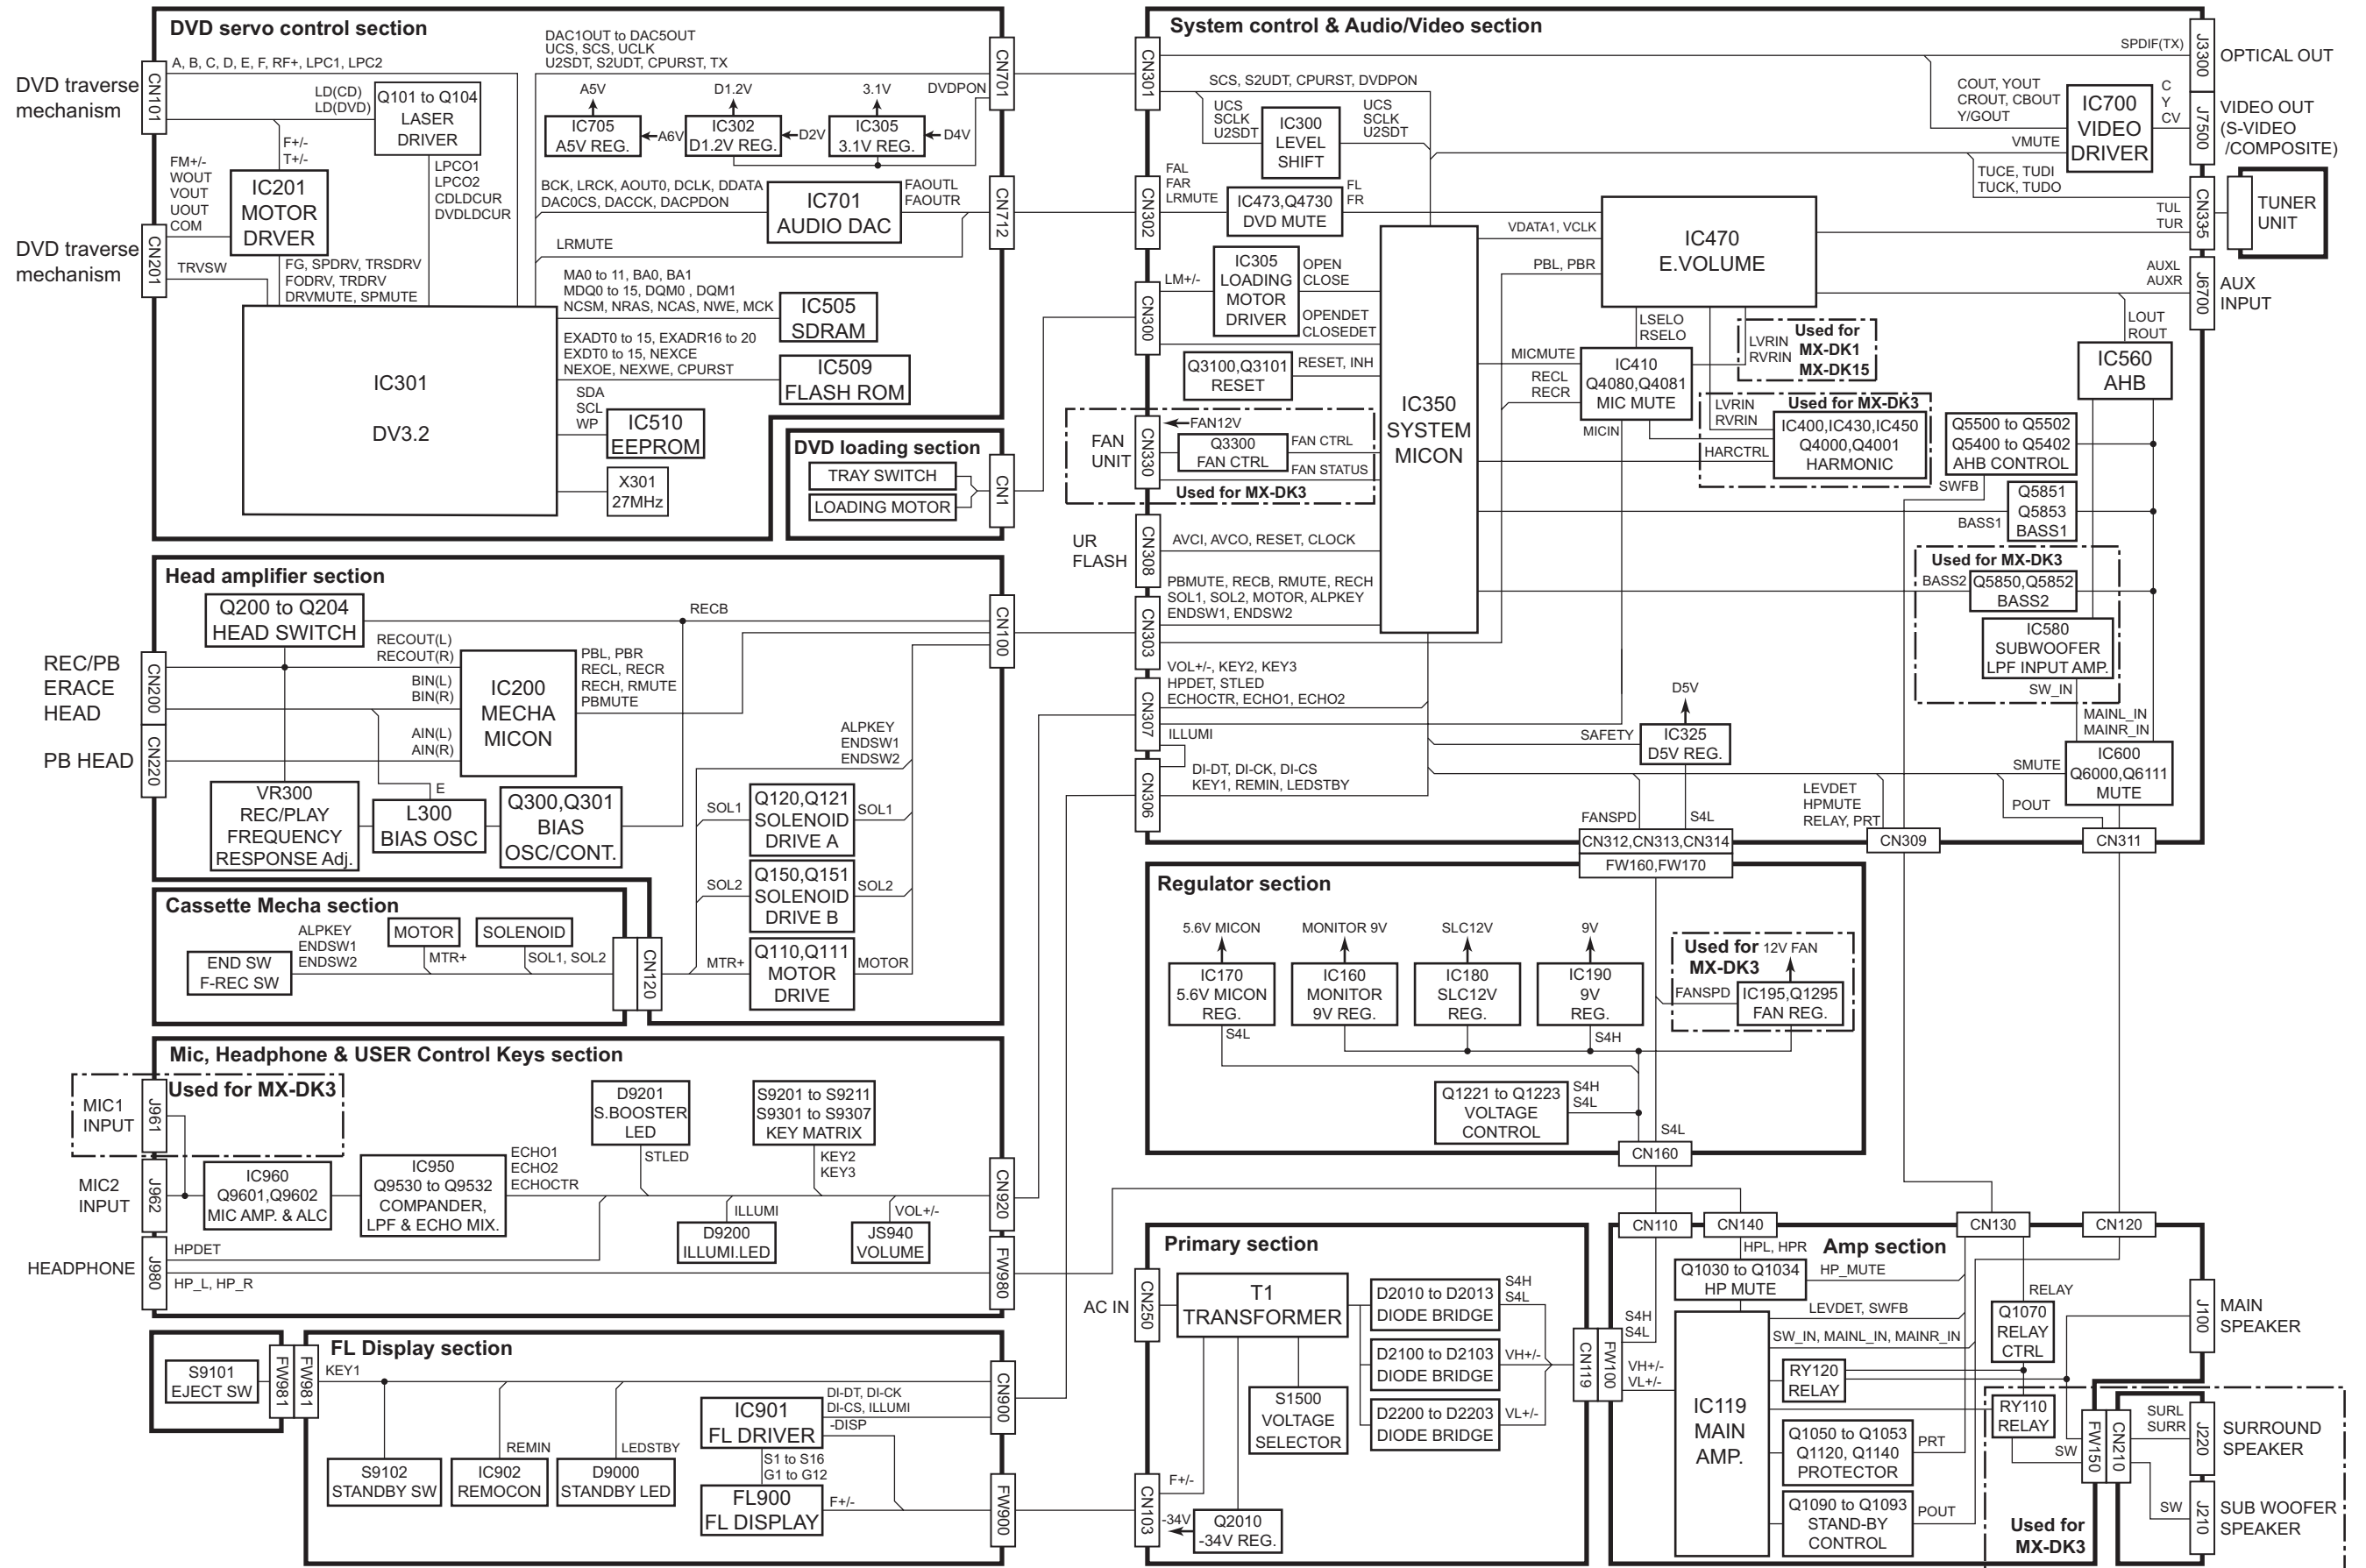 DVD servo control section
DVD traverse
mechanism
CN101
A, B, C, D, E, F, RF+, LPC1, LPC2
LD(CD)
LD(DVD)
Q101 to Q104
LASER
DRIVER
F+/-
T+/-
FM+/-
WOUT
VOUT
UOUT
COM
IC201
MOTOR
DRVER
LPCO1
LPCO2
CDLDCUR
DVDLDCUR
DVD traverse
mechanism
CN201
TRVSW
FG, SPDRV, TRSDRV
FODRV, TRDRV
DRVMUTE, SPMUTE
IC301
DV3.2
DAC1OUT to DAC5OUT
UCS, SCS, UCLK
U2SDT, S2UDT, CPURST, TX
A5V
D1.2V
3.1V
DVDPON
IC705
A5V REG.
A6V
IC302
D1.2V REG.
D2V
IC305
3.1V REG.
D4V
BCK, LRCK, AOUT0, DCLK, DDATA
DAC0CS, DACCK, DACPDON
IC701
AUDIO DAC
FAOUTL
FAOUTR
LRMUTE
MA0 to 11, BA0, BA1
MDQ0 to 15, DQM0 , DQM1
NCSM, NRAS, NCAS, NWE, MCK
IC505
SDRAM
EXADT0 to 15, EXADR16 to 20
EXDT0 to 15, NEXCE
NEXOE, NEXWE, CPURST
IC509
FLASH ROM
SDA
SCL
WP
IC510
EEPROM
X301
27MHz
CN701
CN712
DVD loading section
TRAY SWITCH
LOADING MOTOR
CN1
Head amplifier section
Q200 to Q204
HEAD SWITCH
RECB
CN100
REC/PB
ERACE
HEAD
CN200
RECOUT(L)
RECOUT(R)
BIN(L)
BIN(R)
IC200
MECHA
MICON
PBL, PBR
RECL, RECR
RECH, RMUTE
PBMUTE
PB HEAD
CN220
AIN(L)
AIN(R)
E
VR300
REC/PLAY
FREQUENCY
RESPONSE Adj.
L300
BIAS OSC
Q300,Q301
BIAS
OSC/CONT.
ALPKEY
ENDSW1
ENDSW2
SOL1
Q120,Q121
SOLENOID
DRIVE A
SOL1
SOL2
Q150,Q151
SOLENOID
DRIVE B
SOL2
MTR+
Q110,Q111
MOTOR
DRIVE
MOTOR
Cassette Mecha section
END SW
F-REC SW
ALPKEY
ENDSW1
ENDSW2
MOTOR
MTR+
SOLENOID
SOL1, SOL2
CN120
Mic, Headphone & USER Control Keys section
Used for MX-DK3
MIC1
INPUT
J961
MIC2
INPUT
J962
IC960
Q9601,Q9602
MIC AMP. & ALC
IC950
Q9530 to Q9532
COMPANDER,
LPF & ECHO MIX.
ECHO1
ECHO2
ECHOCTR
D9201
S.BOOSTER
LED
STLED
S9201 to S9211
S9301 to S9307
KEY MATRIX
KEY2
KEY3
ILLUMI
D9200
ILLUMI.LED
VOL+/-
JS940
VOLUME
CN920
HEADPHONE
J980
HPDET
HP_L, HP_R
FW980
FL Display section
S9101
EJECT SW
FW981
FW981
KEY1
S9102
STANDBY SW
REMIN
IC902
REMOCON
LEDSTBY
D9000
STANDBY LED
IC901
FL DRIVER
DI-DT, DI-CK
DI-CS, ILLUMI
-DISP
S1 to S16
G1 to G12
FL900
FL DISPLAY
F+/-
CN900
FW900
System control & Audio/Video section
CN301
SCS, S2UDT, CPURST, DVDPON
UCS
SCLK
U2SDT
IC300
LEVEL
SHIFT
UCS
SCLK
U2SDT
CN302
FAL
FAR
LRMUTE
IC473,Q4730
DVD MUTE
FL
FR
CN300
LM+/-
IC305
LOADING
MOTOR
DRIVER
OPEN
CLOSE
OPENDET
CLOSEDET
Q3100,Q3101
RESET
RESET, INH
FAN
UNIT
CN330
FAN12V
Q3300
FAN CTRL
FAN CTRL
FAN STATUS
Used for MX-DK3
UR
FLASH
CN308
AVCI, AVCO, RESET, CLOCK
CN303
PBMUTE, RECB, RMUTE, RECH
SOL1, SOL2, MOTOR, ALPKEY
ENDSW1, ENDSW2
CN307
VOL+/-, KEY2, KEY3
HPDET, STLED
ECHOCTR, ECHO1, ECHO2
ILLUMI
CN306
DI-DT, DI-CK, DI-CS
KEY1, REMIN, LEDSTBY
IC350
SYSTEM
MICON
VDATA1, VCLK
PBL, PBR
IC470
E.VOLUME
LSELO
RSELO
LVRIN
RVRIN
Used for
MX-DK1
MX-DK15
MICMUTE
RECL
RECR
IC410
Q4080,Q4081
MIC MUTE
MICIN
LVRIN
RVRIN
Used for MX-DK3
IC400,IC430,IC450
Q4000,Q4001
HARMONIC
HARCTRL
SPDIF(TX)
J3300
OPTICAL OUT
COUT, YOUT
CROUT, CBOUT
Y/GOUT
VMUTE
IC700
VIDEO
DRIVER
C
Y
CV
J7500
VIDEO OUT
(S-VIDEO
/COMPOSITE)
TUCE, TUDI
TUCK, TUDO
TUL
TUR
CN335
TUNER
UNIT
AUXL
AUXR
J6700
AUX
INPUT
LOUT
ROUT
IC560
AHB
Q5500 to Q5502
Q5400 to Q5402
AHB CONTROL
SWFB
Q5851
Q5853
BASS1
BASS1
Used for MX-DK3
BASS2
Q5850,Q5852
BASS2
IC580
SUBWOOFER
LPF INPUT AMP.
SW_IN
MAINL_IN
MAINR_IN
IC600
Q6000,Q6111
MUTE
SMUTE
POUT
D5V
SAFETY
IC325
D5V REG.
FANSPD
S4L
LEVDET
HPMUTE
RELAY, PRT
CN312,CN313,CN314
CN309
CN311
FW160,FW170
Regulator section
5.6V MICON
IC170
5.6V MICON
REG.
S4L
MONITOR 9V
IC160
MONITOR
9V REG.
SLC12V
IC180
SLC12V
REG.
9V
IC190
9V
REG.
S4H
Used for
MX-DK3
12V FAN
FANSPD
IC195,Q1295
FAN REG.
Q1221 to Q1223
VOLTAGE
CONTROL
S4H
S4L
S4L
CN160
Primary section
AC IN
CN250
T1
TRANSFORMER
D2010 to D2013
DIODE BRIDGE
S4H
S4L
D2100 to D2103
DIODE BRIDGE
VH+/-
D2200 to D2203
DIODE BRIDGE
VL+/-
S1500
VOLTAGE
SELECTOR
F+/-
CN103
-34V
Q2010
-34V REG.
CN119
Amp section
CN110
CN140
CN130
CN120
FW100
S4H
S4L
VH+/-
VL+/-
HPL, HPR
Q1030 to Q1034
HP MUTE
HP_MUTE
LEVDET, SWFB
SW_IN, MAINL_IN, MAINR_IN
IC119
MAIN
AMP.
RELAY
Q1070
RELAY
CTRL
RY120
RELAY
RY110
RELAY
Q1050 to Q1053
Q1120, Q1140
PROTECTOR
PRT
Q1090 to Q1093
STAND-BY
CONTROL
POUT
J100
MAIN
SPEAKER
SW
FW150
CN210
SURL
SURR
J220
SURROUND
SPEAKER
SW
J210
SUB WOOFER
SPEAKER
Used for
MX-DK3